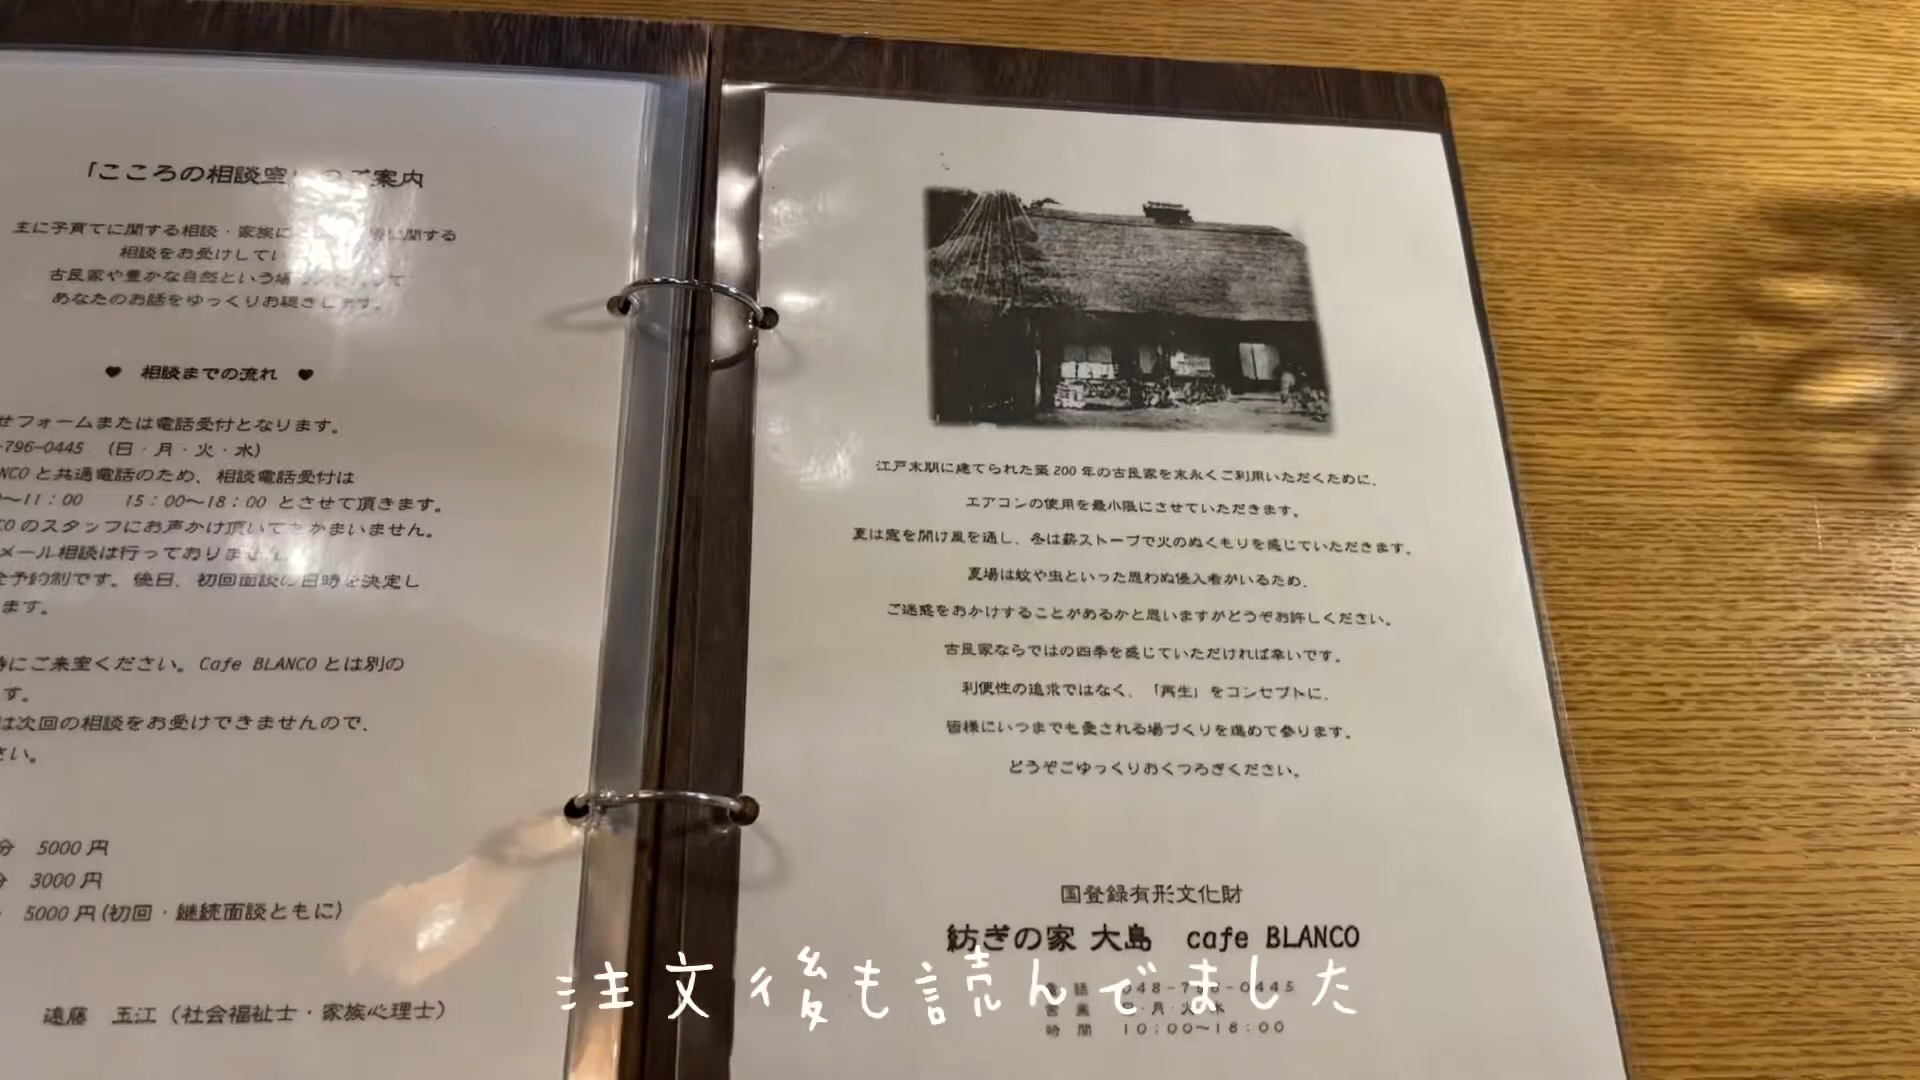 「こころの相談室」のご案内
主に子育てに関する相談・家族に関する
相談をお受けしてい
古民家や豊かな自然という場
あなたのお話をゆっくりお聴きします。
♥ 相談までの流れ ♥
せフォームまたは電話受付となります。
-796-0445 (日・月・火・水)
NCOと共通電話のため、相談電話受付は
～11:00 15:00～18:00 とさせて頂きます。
COのスタッフにお声かけ頂いてもかまいません。
メール相談は行っておりません。
全予約制です。後日、初回面談の日時を決定し
ます。
時にご来室ください。Cafe BLANCOとは別の
す。
は次回の相談をお受けできませんので、
さい。
分 5000円
分 3000円
5000円(初回・継続面談ともに)
遠藤 玉江（社会福祉士・家族心理士）
江戸末期に建てられた築200年の古民家を末永くご利用いただくために、
エアコンの使用を最小限にさせていただきます。
夏は窓を開け風を通し、冬は薪ストーブで火のぬくもりを感じていただきます。
夏場は蚊や虫といった思わぬ侵入者がいるため、
ご迷惑をおかけすることがあるかと思いますがどうぞお許しください。
古民家ならではの四季を感じていただければ幸いです。
利便性の追求ではなく、「再生」をコンセプトに、
皆様にいつまでも愛される場づくりを進めて参ります。
どうぞごゆっくりおくつろぎください。
国登録有形文化財
紡ぎの家 大島 cafe BLANCO
電話 048-796-0445
営業 日・月・火・水
時間 10:00～18:00
注文後も読んでました